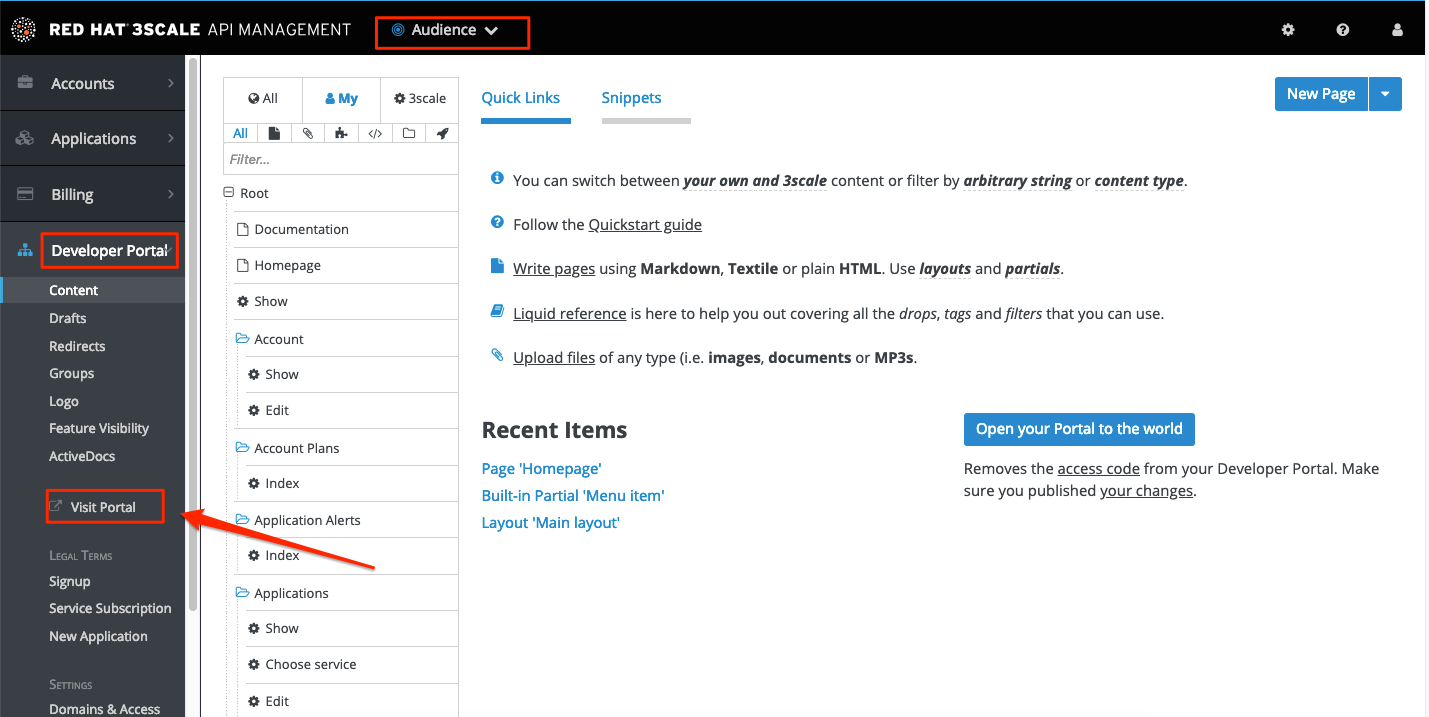 RED HAT 3SCALE API MANAGEMENT
Audience
Accounts
Applications
Billing
Developer Portal
Content
Drafts
Redirects
Groups
Logo
Feature Visibility
ActiveDocs
Visit Portal
Legal Terms
Signup
Service Subscription
New Application
Settings
Domains & Access
All
My
3scale
All
Filter...
Root
Documentation
Homepage
Show
Account
Show
Edit
Account Plans
Index
Application Alerts
Index
Applications
Show
Choose service
Edit
Quick Links
Snippets
New Page
You can switch between your own and 3scale content or filter by arbitrary string or content type.
Follow the Quickstart guide
Write pages using Markdown, Textile or plain HTML. Use layouts and partials.
Liquid reference is here to help you out covering all the drops, tags and filters that you can use.
Upload files of any type (i.e. images, documents or MP3s.
Recent Items
Page 'Homepage'
Built-in Partial 'Menu item'
Layout 'Main layout'
Open your Portal to the world
Removes the access code from your Developer Portal. Make
sure you published your changes.